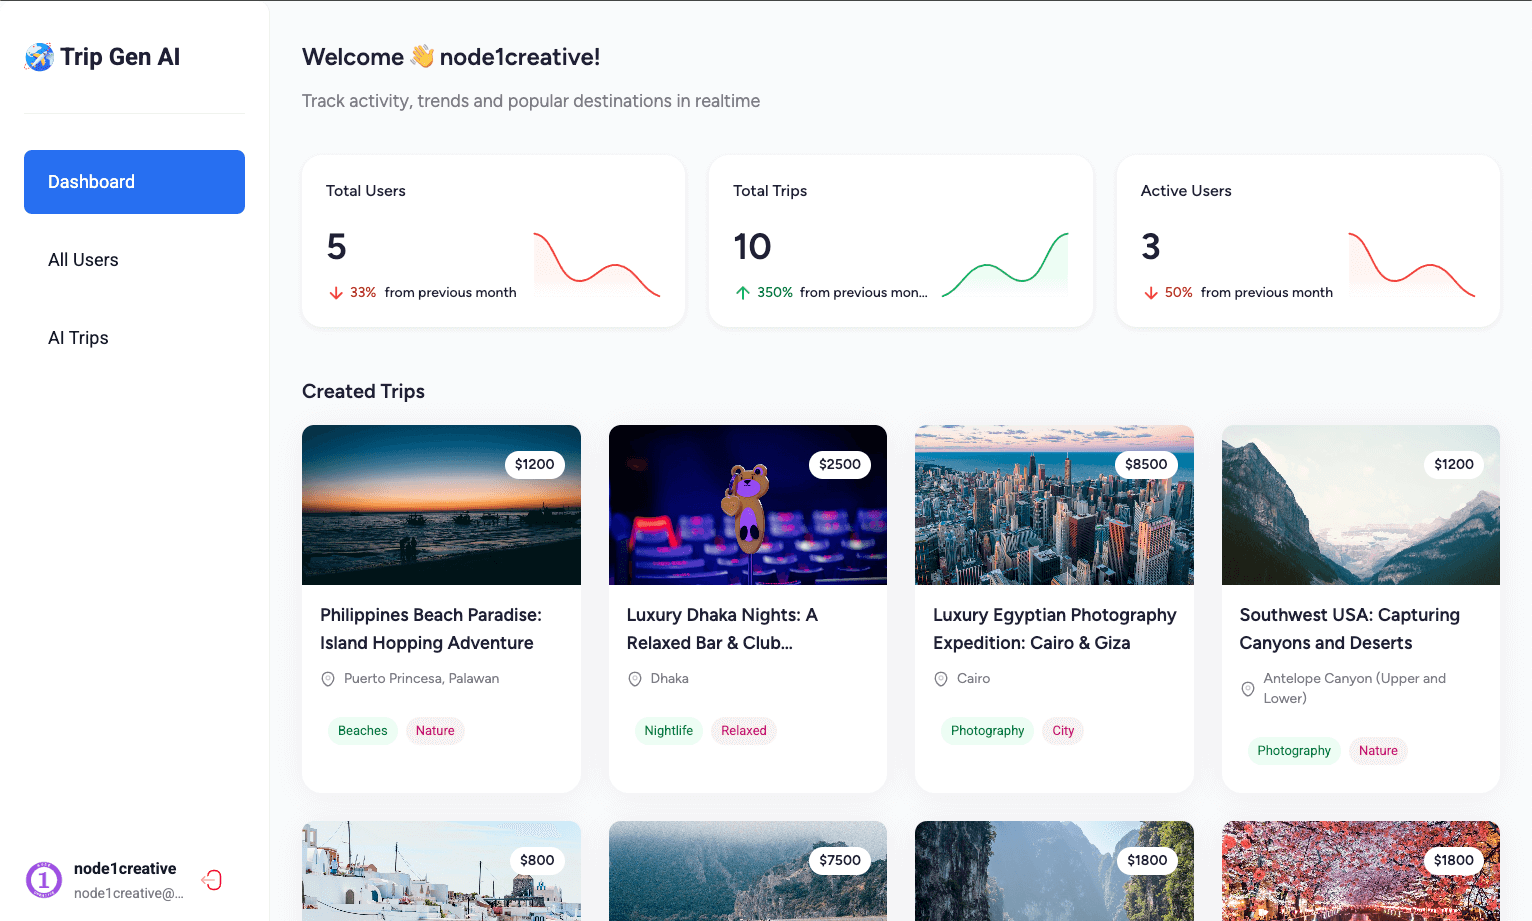 Trip Gen AI
Dashboard
All Users
AI Trips
node1creative
node1creative@...
Welcome 👋 node1creative!
Track activity, trends and popular destinations in realtime
Total Users
5
33% from previous month
Total Trips
10
350% from previous mon...
Active Users
3
50% from previous month
Created Trips
$1200
Philippines Beach Paradise:
Island Hopping Adventure
Puerto Princesa, Palawan
Beaches Nature
$2500
Luxury Dhaka Nights: A
Relaxed Bar & Club...
Dhaka
Nightlife Relaxed
$8500
Luxury Egyptian Photography
Expedition: Cairo & Giza
Cairo
Photography City
$1200
Southwest USA: Capturing
Canyons and Deserts
Antelope Canyon (Upper and
Lower)
Photography Nature
$800
$7500
$1800
$1800